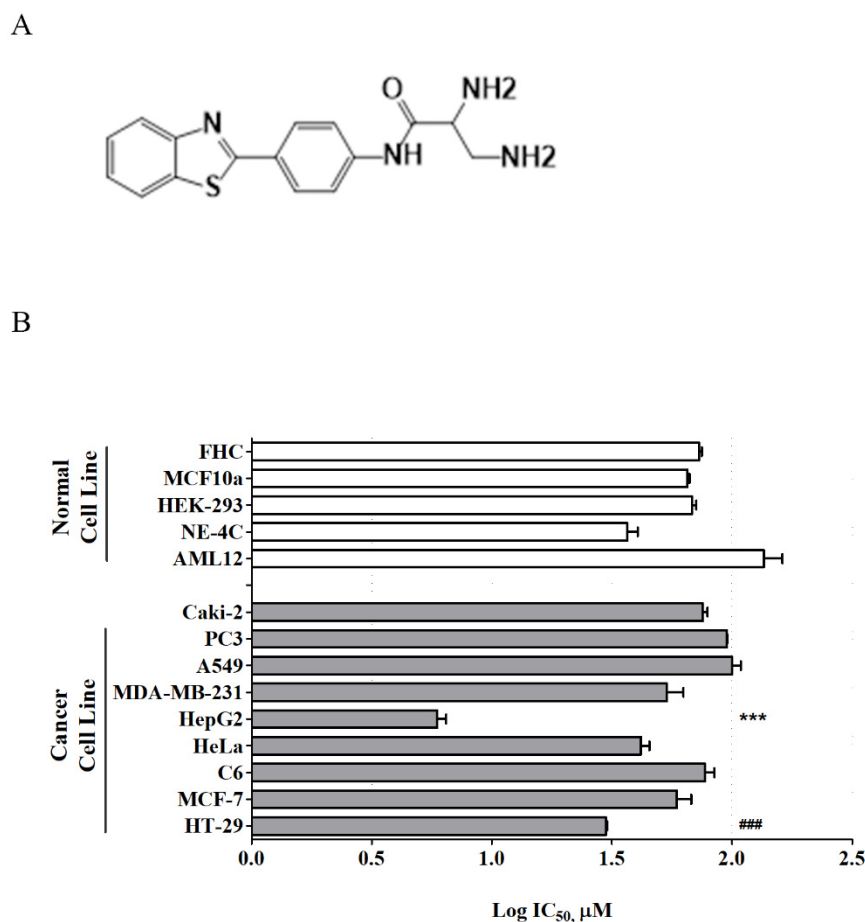 A
O
NH2
N
NH
NH2
S
B
Normal
Cell Line
FHC
MCF10a
HEK-293
NE-4C
AML12
Cancer
Cell Line
Caki-2
PC3
A549
MDA-MB-231
HepG2
***
HeLa
C6
MCF-7
HT-29
###
0.0 0.5 1.0 1.5 2.0 2.5
Log IC50, μM